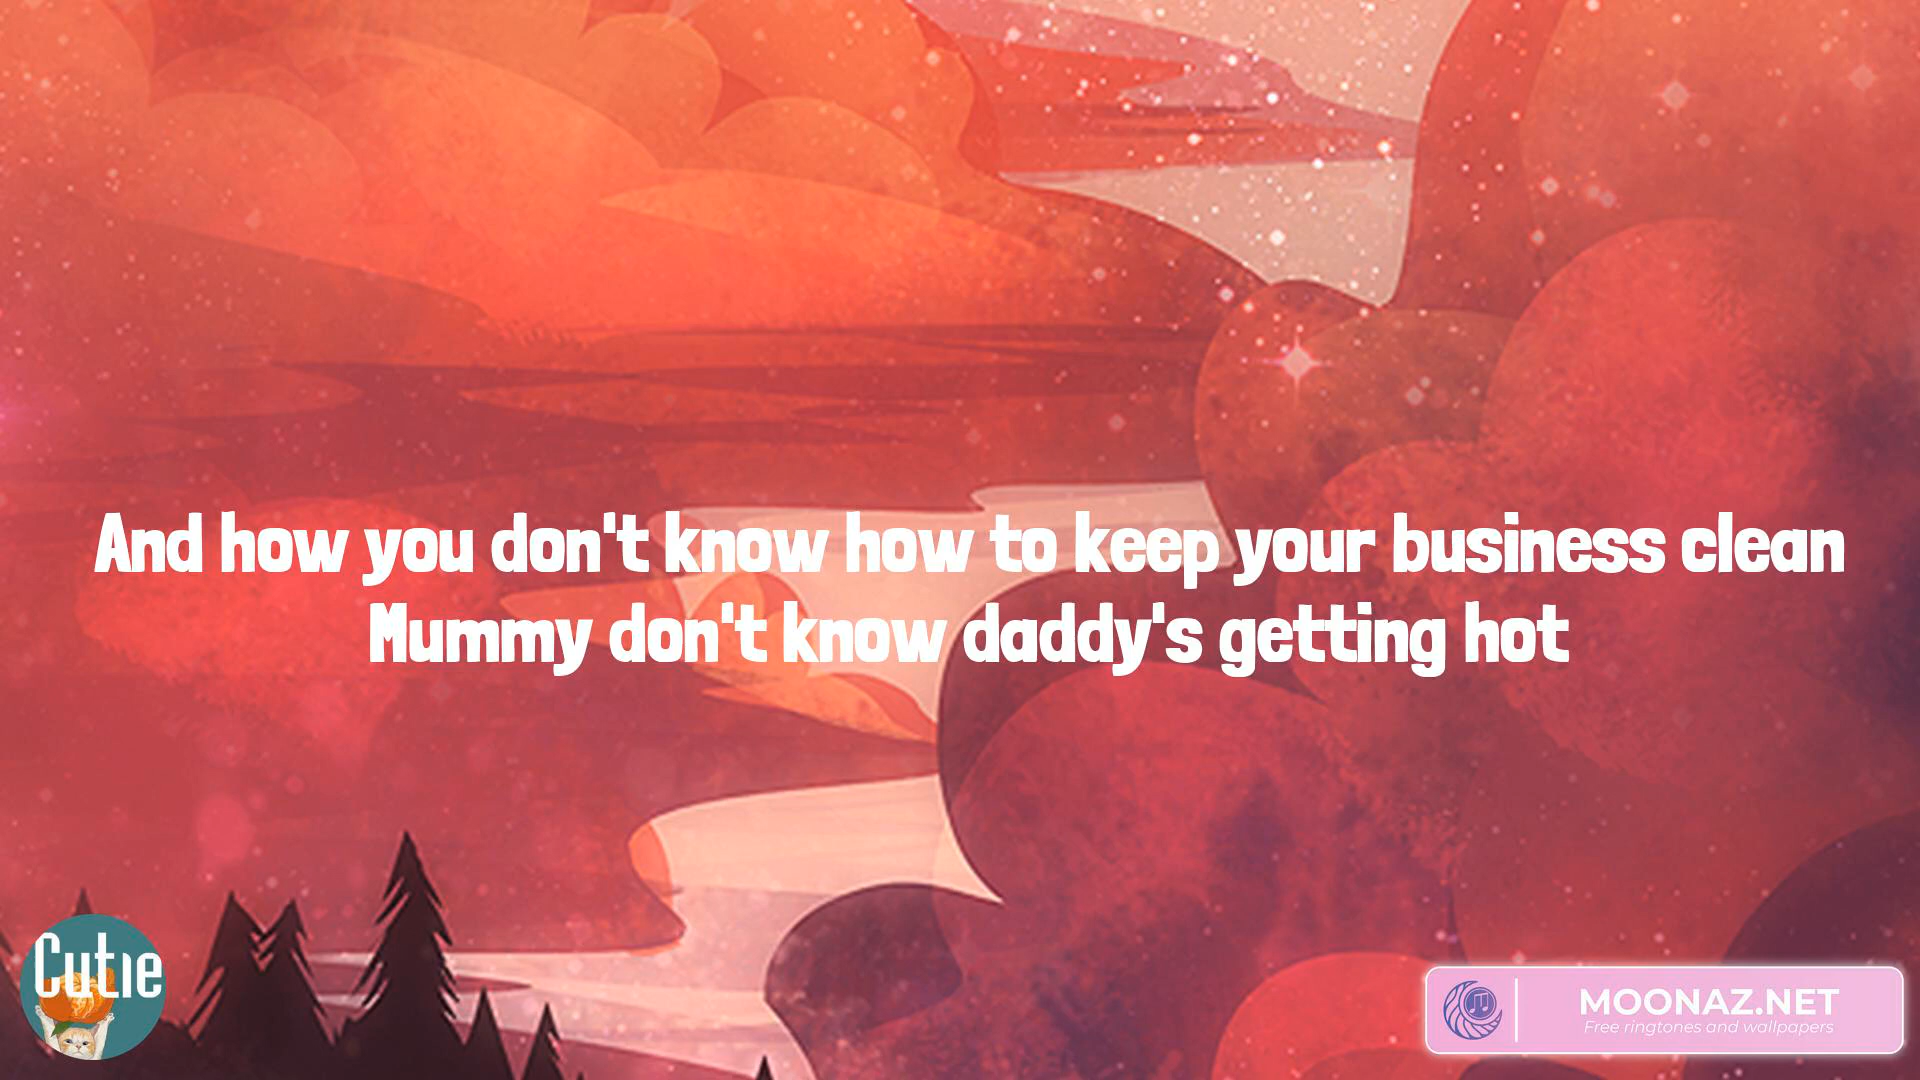 And how you don't know how to keep your business clean
Mummy don't know daddy's getting hot
Cutie
MOONAZ.NET
Free ringtones and wallpapers